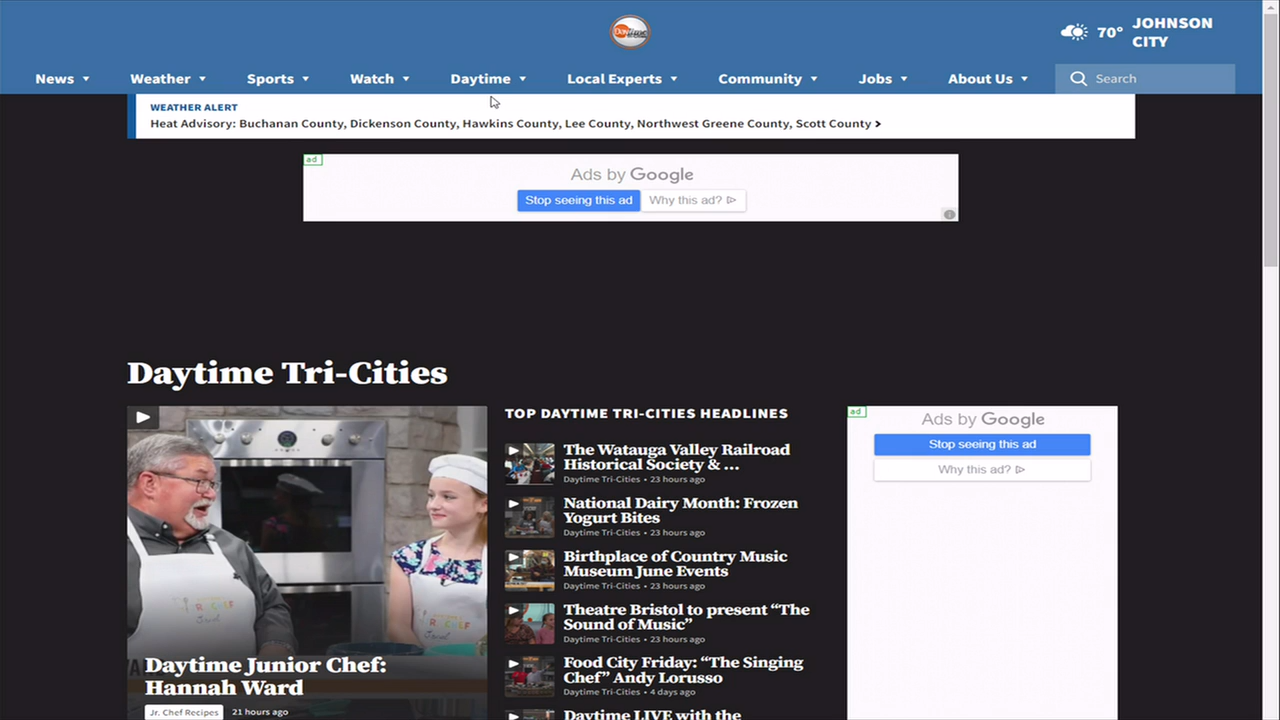 70°
JOHNSON
CITY
News
Weather
Sports
Watch
Daytime
Local Experts
Community
Jobs
About Us
Search
WEATHER ALERT
Heat Advisory: Buchanan County, Dickenson County, Hawkins County, Lee County, Northwest Greene County, Scott County >
ad
Ads by Google
Stop seeing this ad
Why this ad?
Daytime Tri-Cities
Daytime Junior Chef:
Hannah Ward
Jr. Chef Recipes
21 hours ago
TOP DAYTIME TRI-CITIES HEADLINES
The Watauga Valley Railroad
Historical Society & ...
Daytime Tri-Cities • 23 hours ago
National Dairy Month: Frozen
Yogurt Bites
Daytime Tri-Cities • 23 hours ago
Birthplace of Country Music
Museum June Events
Daytime Tri-Cities • 23 hours ago
Theatre Bristol to present “The
Sound of Music”
Daytime Tri-Cities • 23 hours ago
Food City Friday: “The Singing
Chef” Andy Lorusso
Daytime Tri-Cities • 4 days ago
Daytime LIVE with the
ad
Ads by Google
Stop seeing this ad
Why this ad?